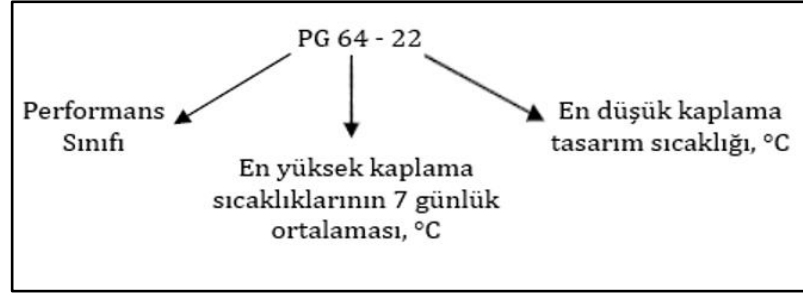 PG 64 - 22
Performans
Sınıfı
En yüksek kaplama
sıcaklıklarının 7 günlük
ortalaması, °C
En düşük kaplama
tasarım sıcaklığı, °C